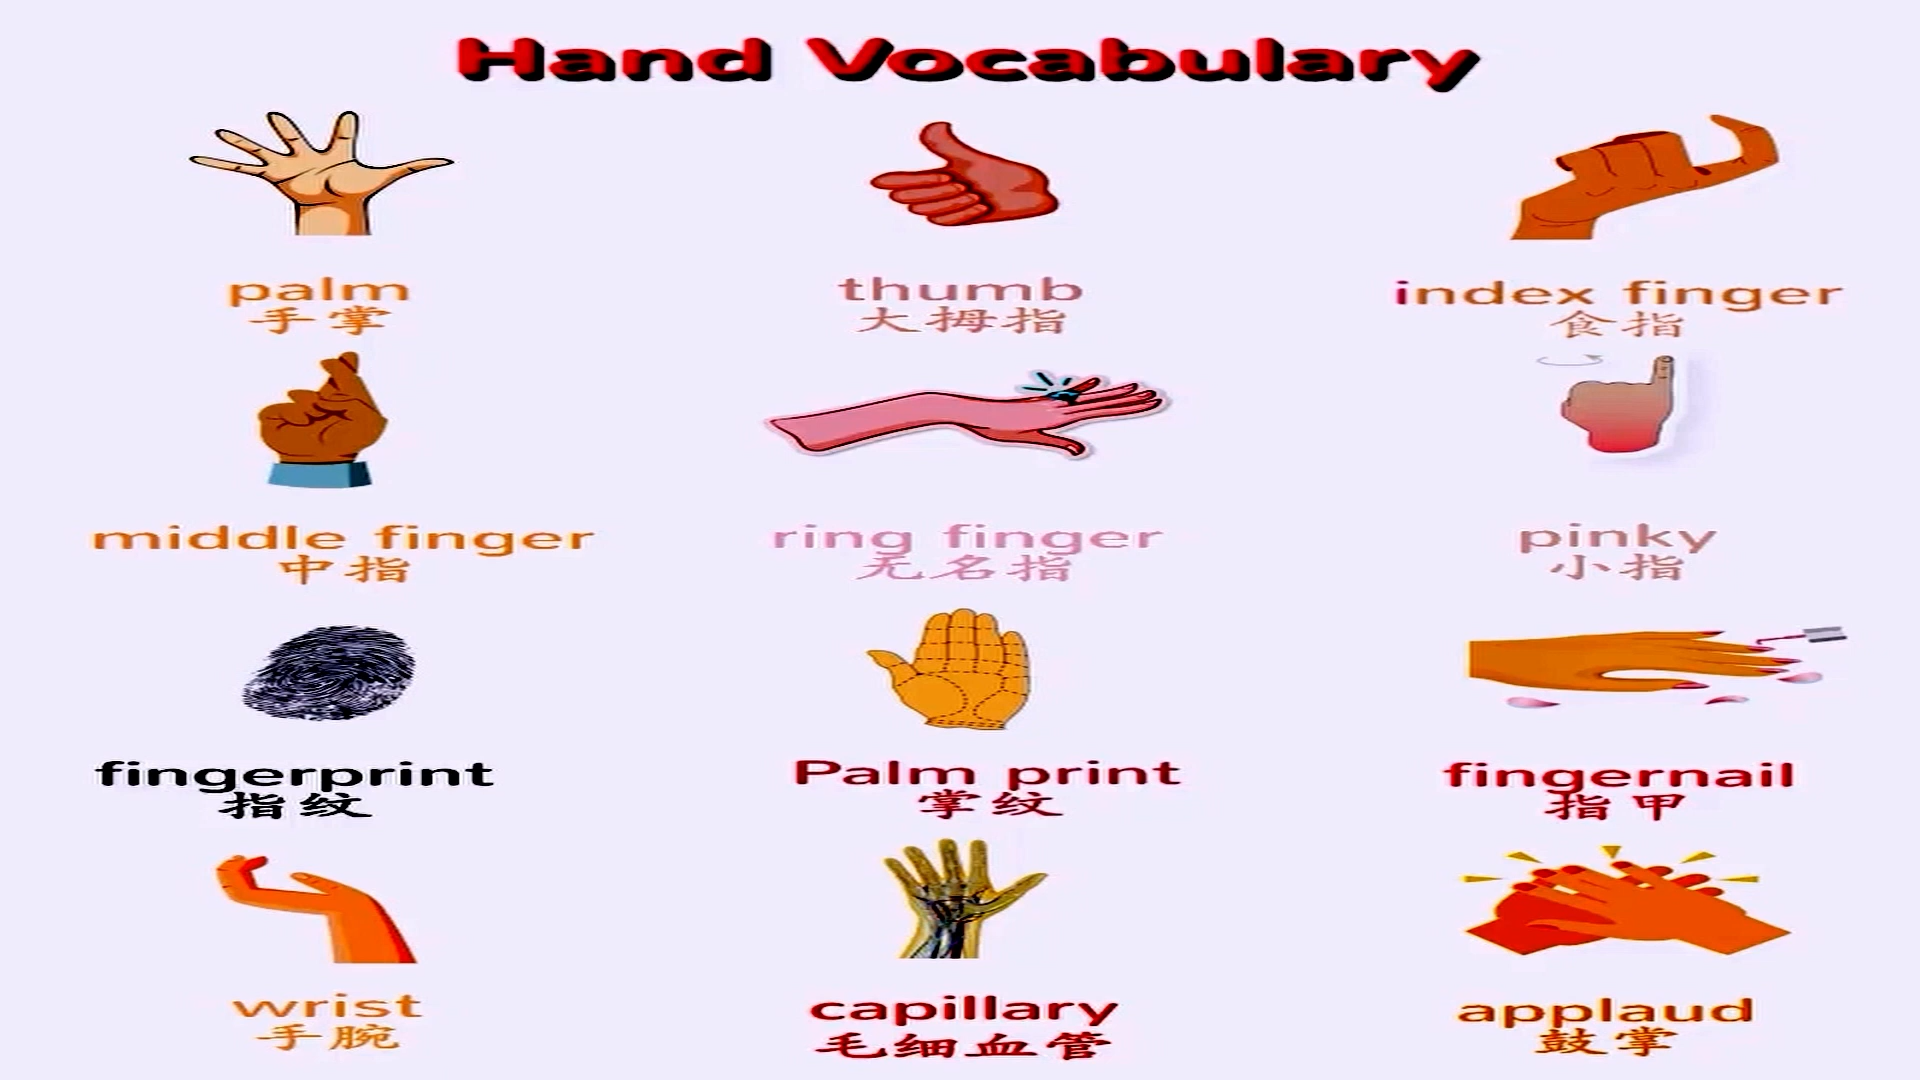 Hand Vocabulary
palm
手掌
thumb
大拇指
index finger
食指
middle finger
中指
ring finger
无名指
pinky
小指
fingerprint
指纹
Palm print
掌纹
fingernail
指甲
wrist
手腕
capillary
毛细血管
applaud
鼓掌